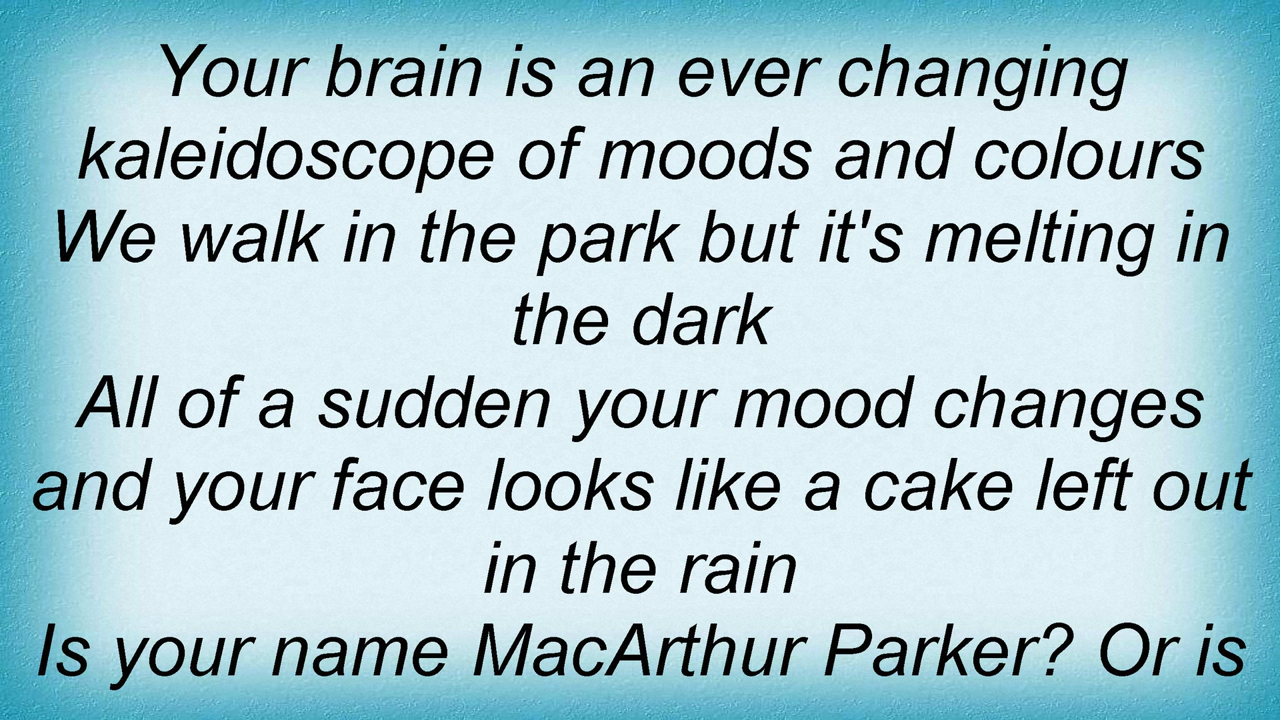 Your brain is an ever changing
kaleidoscope of moods and colours
We walk in the park but it's melting in
the dark
All of a sudden your mood changes
and your face looks like a cake left out
in the rain
Is your name MacArthur Parker? Or is